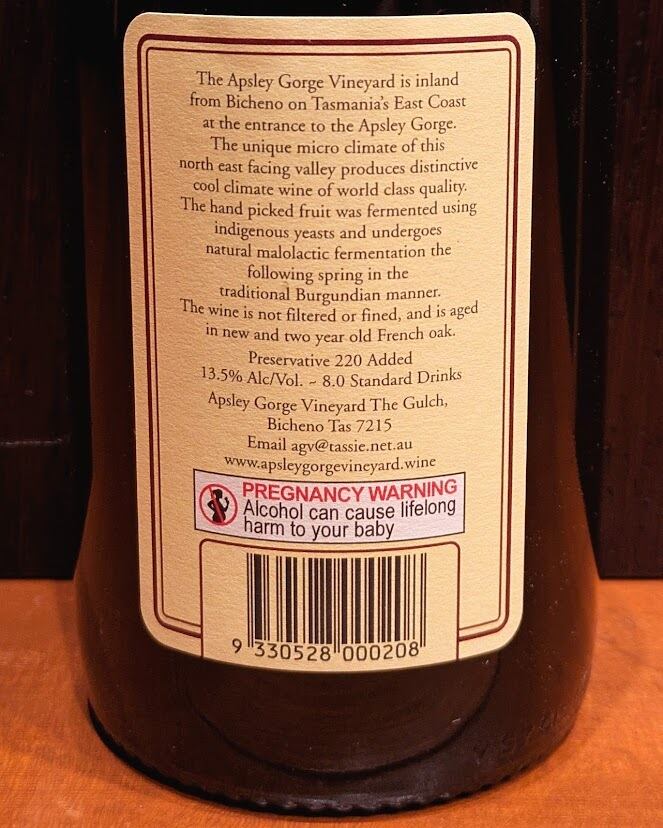 The Apsley Gorge Vineyard is inland
from Bicheno on Tasmania's East Coast
at the entrance to the Apsley Gorge.
The unique micro climate of this
north east facing valley produces distinctive
cool climate wine of world class quality.
The hand picked fruit was fermented using
indigenous yeasts and undergoes
natural malolactic fermentation the
following spring in the
traditional Burgundian manner.
The wine is not filtered or fined, and is aged
in new and two year old French oak.
Preservative 220 Added
13.5% Alc/Vol. ~ 8.0 Standard Drinks
Apsley Gorge Vineyard The Gulch,
Bicheno Tas 7215
Email agv@tassie.net.au
www.apsleygorgevineyard.wine
PREGNANCY WARNING
Alcohol can cause lifelong
harm to your baby
9 330528 000208